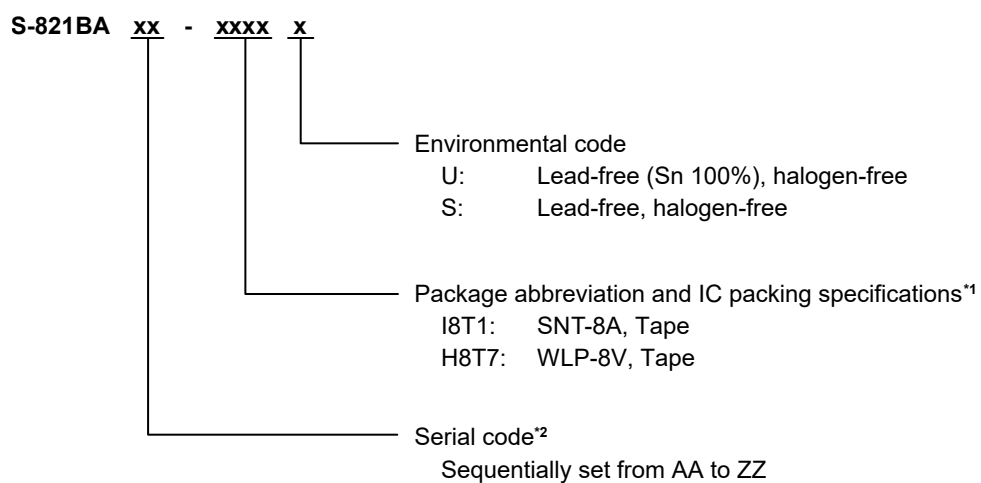 S-821BA xx - xxxx x
Environmental code
U: Lead-free (Sn 100%), halogen-free
S: Lead-free, halogen-free
Package abbreviation and IC packing specifications*1
I8T1: SNT-8A, Tape
H8T7: WLP-8V, Tape
Serial code*2
Sequentially set from AA to ZZ